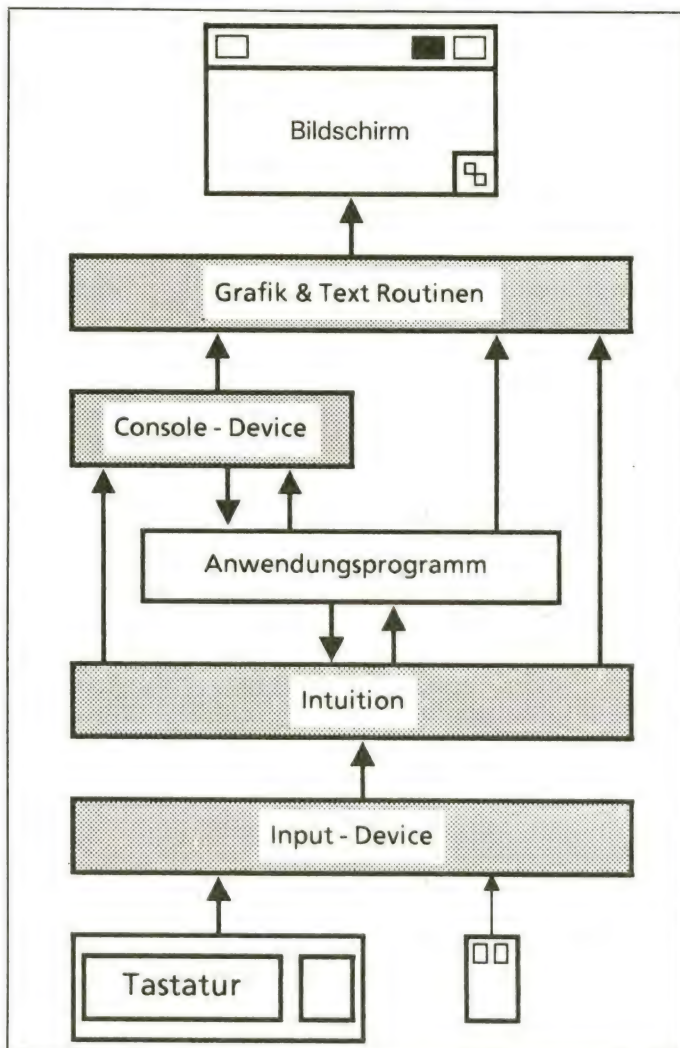 Bildschirm
Grafik & Text Routinen
Console - Device
Anwendungsprogramm
Intuition
Input - Device
Tastatur